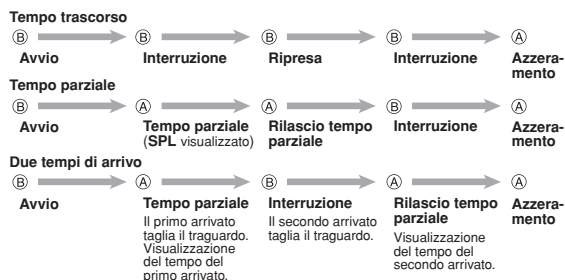 Tempo trascorso
Ⓑ Ⓑ Ⓑ Ⓑ Ⓐ
Avvio Interruzione Ripresa Interruzione Azzera-
mento
Tempo parziale
Ⓑ Ⓐ Ⓐ Ⓑ Ⓐ
Avvio Tempo parziale Rilascio tempo Interruzione Azzera-
(SPL visualizzato) parziale mento
Due tempi di arrivo
Ⓑ Ⓐ Ⓑ Ⓐ Ⓐ
Avvio Tempo parziale Interruzione Rilascio tempo Azzera-
parziale mento
Il primo arrivato Il secondo arrivato
taglia il traguardo. taglia il traguardo. Visualizzazione
Visualizzazione del tempo del
del tempo del secondo arrivato.
primo arrivato.